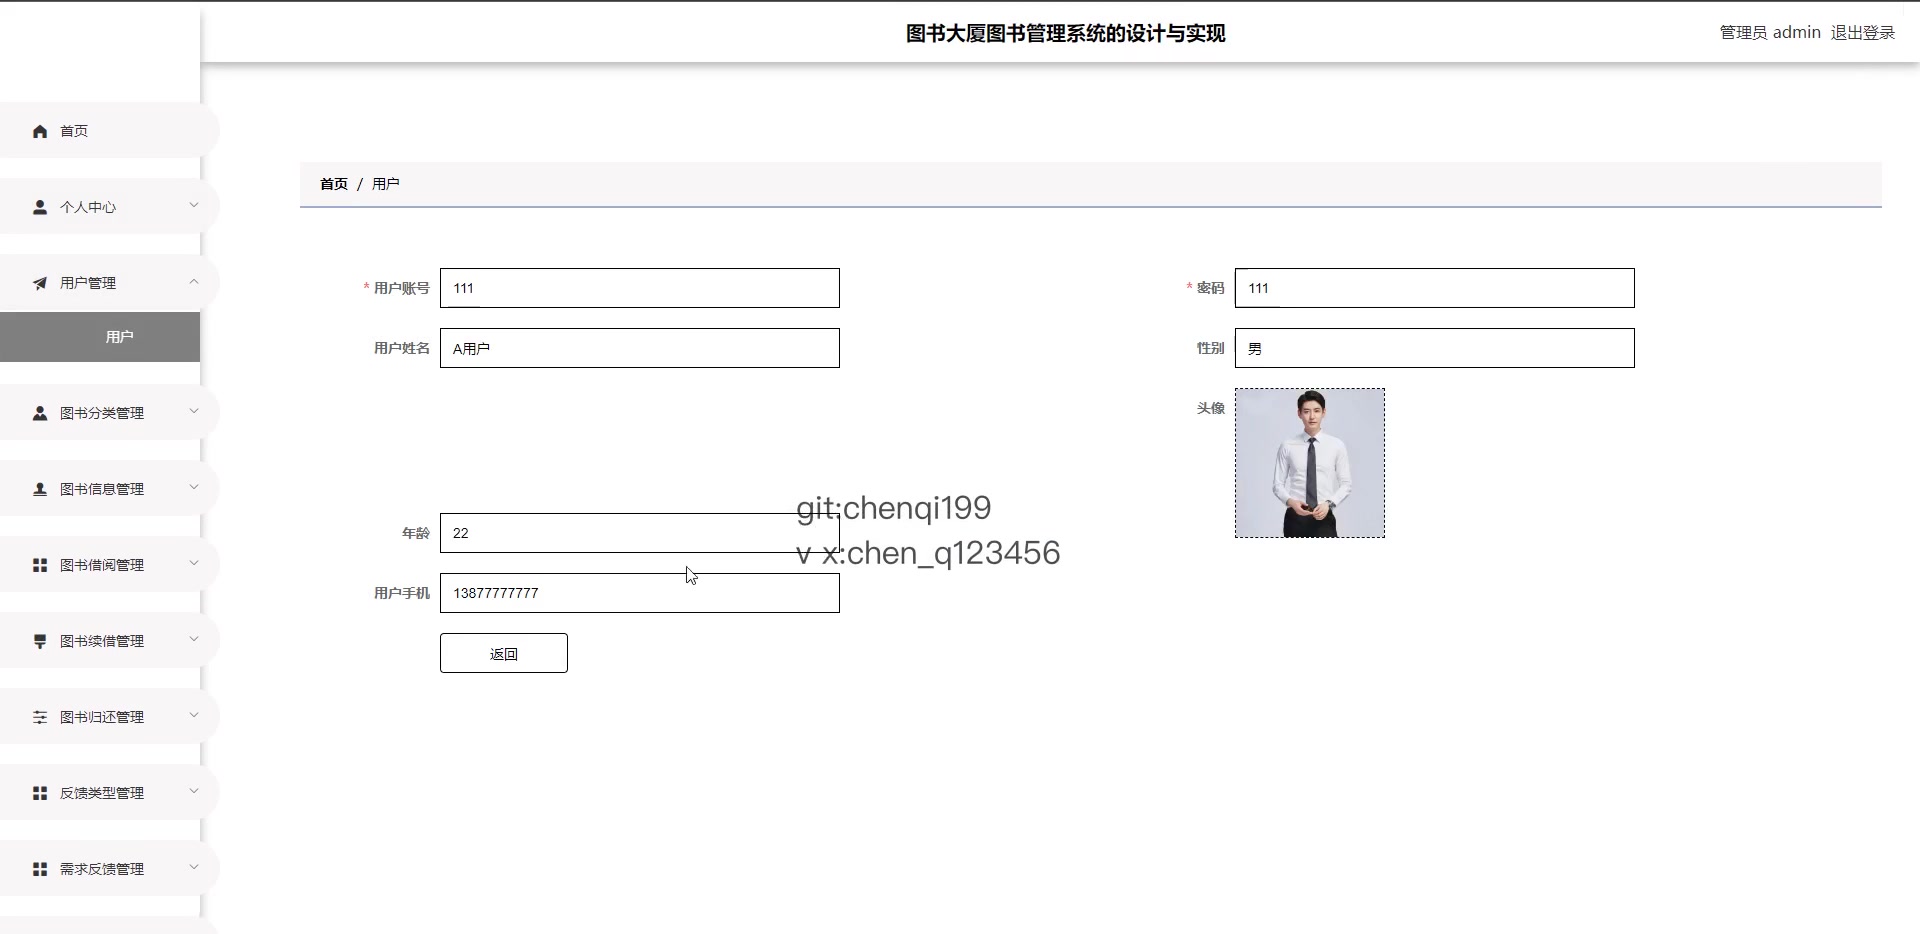 图书大厦图书管理系统的设计与实现
管理员 admin 退出登录
首页
个人中心
用户管理
用户
图书分类管理
图书信息管理
图书借阅管理
图书续借管理
图书归还管理
反馈类型管理
需求反馈管理
首页 / 用户
* 用户账号 111
* 密码 111
用户姓名 A用户
性别 男
头像
年龄 22
用户手机 13877777777
返回
git:chenqi199
v x:chen_q123456